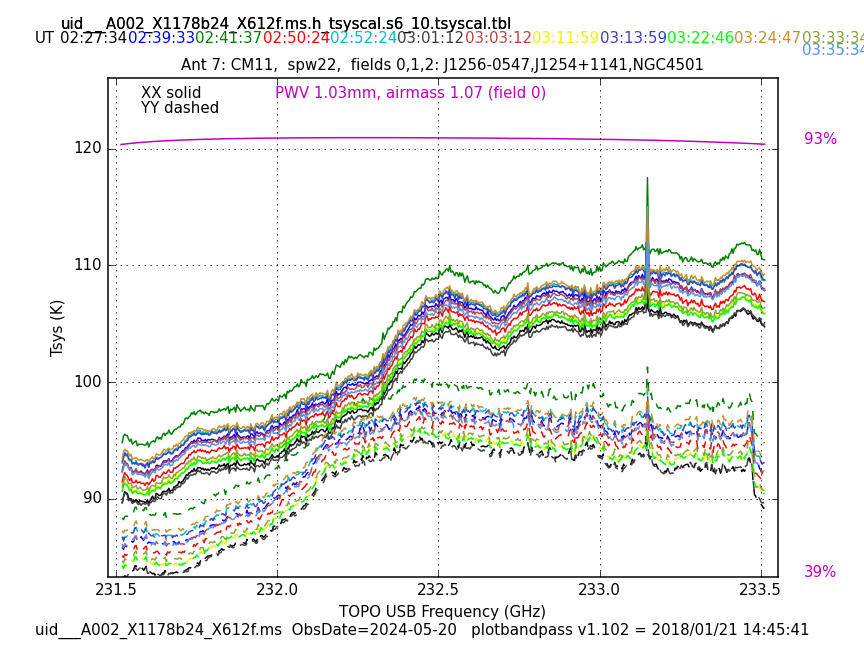 uid___A002_X1178b24_X612f.ms.h_tsyscal.s6_10.tsyscal.tbl
UT 02:27:34 02:39:33 02:41:37 02:50:24 02:52:24 03:01:12 03:03:12 03:11:59 03:13:59 03:22:46 03:24:47 03:33:34
03:35:34
Ant 7: CM11, spw22, fields 0,1,2: J1256-0547,J1254+1141,NGC4501
XX solid PWV 1.03mm, airmass 1.07 (field 0)
YY dashed
93%
120
110
100
90
39%
Tsys (K)
231.5 232.0 232.5 233.0 233.5
TOPO USB Frequency (GHz)
uid___A002_X1178b24_X612f.ms ObsDate=2024-05-20 plotbandpass v1.102 = 2018/01/21 14:45:41